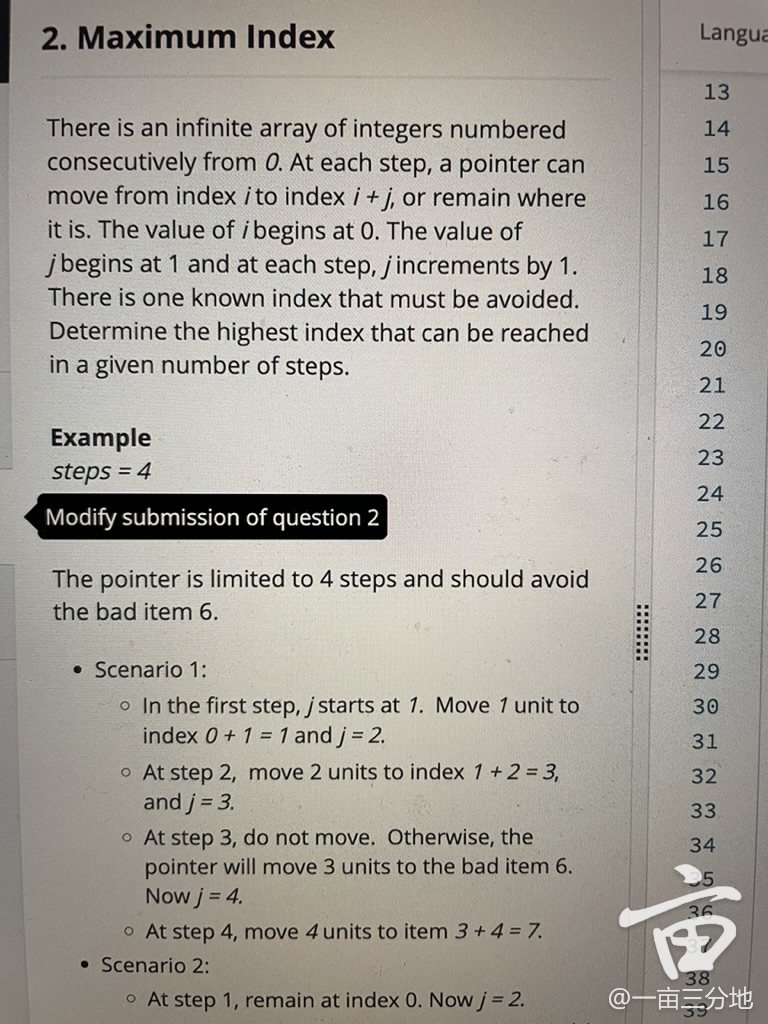 2. Maximum Index
Langua
There is an infinite array of integers numbered
consecutively from 0. At each step, a pointer can
move from index i to index i + j, or remain where
it is. The value of i begins at 0. The value of
j begins at 1 and at each step, j increments by 1.
There is one known index that must be avoided.
Determine the highest index that can be reached
in a given number of steps.
Example
steps = 4
Modify submission of question 2
The pointer is limited to 4 steps and should avoid
the bad item 6.
• Scenario 1:
○ In the first step, j starts at 1. Move 1 unit to
index 0 + 1 = 1 and j = 2.
○ At step 2, move 2 units to index 1 + 2 = 3,
and j = 3.
○ At step 3, do not move. Otherwise, the
pointer will move 3 units to the bad item 6.
Now j = 4.
○ At step 4, move 4 units to item 3 + 4 = 7.
• Scenario 2:
○ At step 1, remain at index 0. Now j = 2.
13
14
15
16
17
18
19
20
21
22
23
24
25
26
27
28
29
30
31
32
33
34
35
36
37
38
39
亩
@一亩三分地